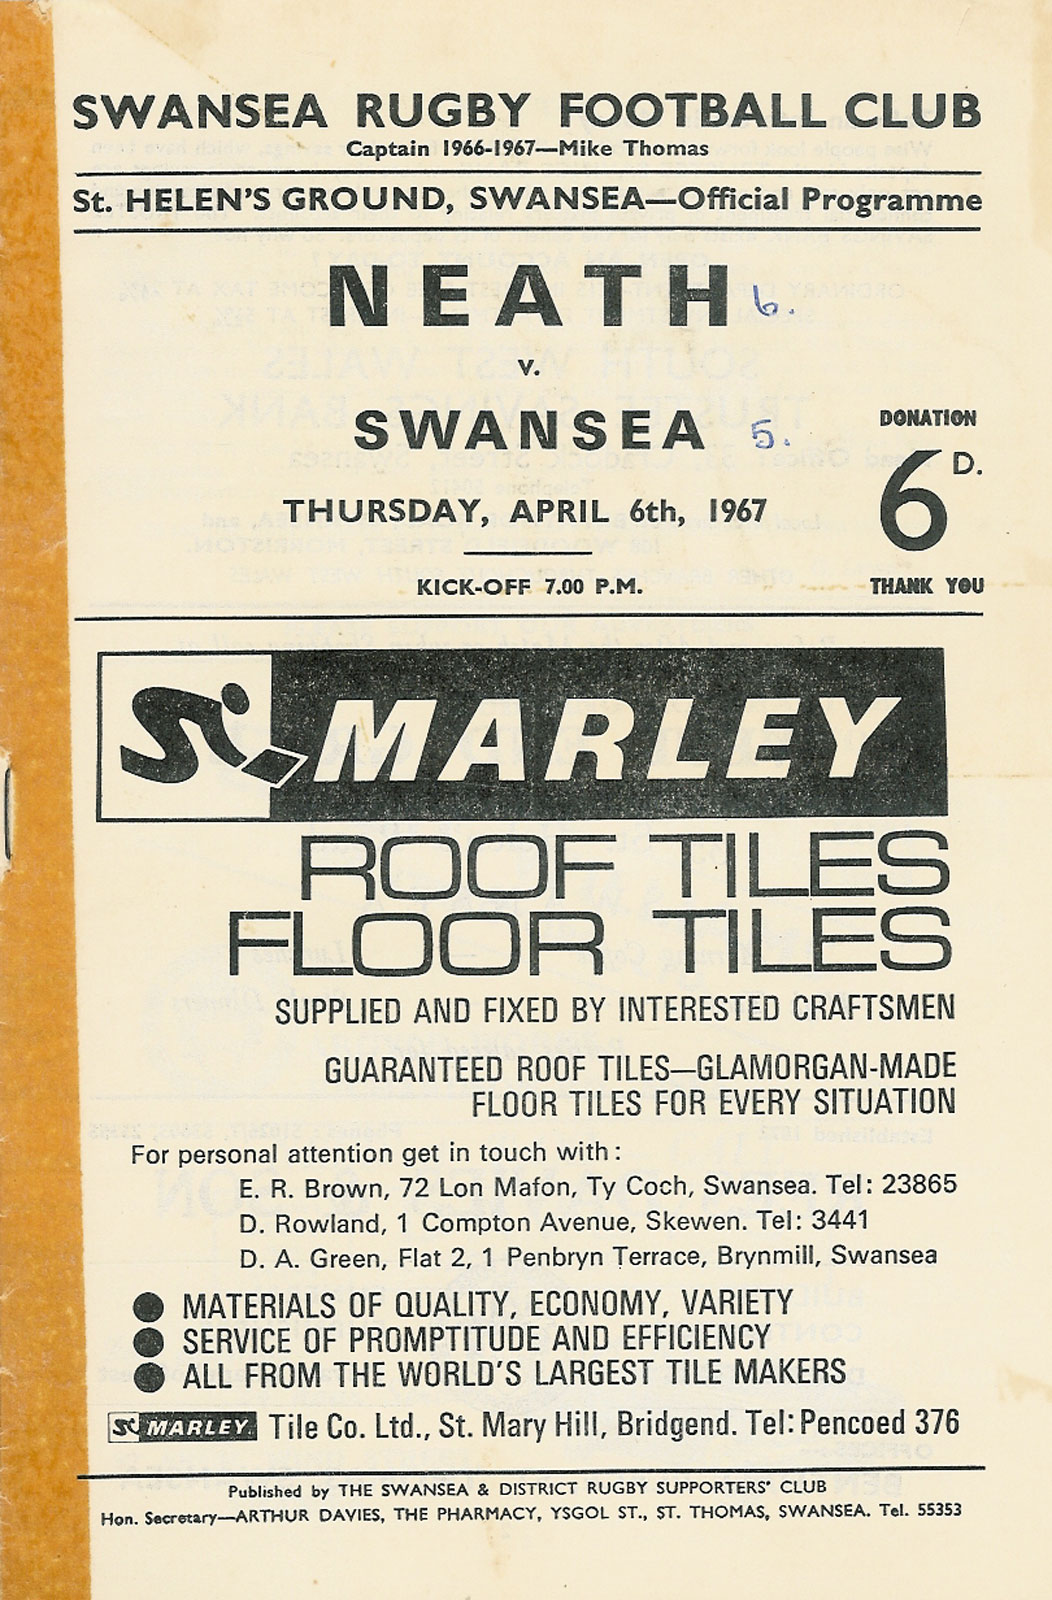 SWANSEA RUGBY FOOTBALL CLUB
Captain 1966-1967—Mike Thomas
St. HELEN'S GROUND, SWANSEA—Official Programme
NEATH 6.
v.
SWANSEA 5.
THURSDAY, APRIL 6th, 1967
KICK-OFF 7.00 P.M.
DONATION
6D.
THANK YOU
MARLEY
ROOF TILES
FLOOR TILES
SUPPLIED AND FIXED BY INTERESTED CRAFTSMEN
GUARANTEED ROOF TILES—GLAMORGAN-MADE
FLOOR TILES FOR EVERY SITUATION
For personal attention get in touch with:
E. R. Brown, 72 Lon Mafon, Ty Coch, Swansea. Tel: 23865
D. Rowland, 1 Compton Avenue, Skewen. Tel: 3441
D. A. Green, Flat 2, 1 Penbryn Terrace, Brynmill, Swansea
● MATERIALS OF QUALITY, ECONOMY, VARIETY
● SERVICE OF PROMPTITUDE AND EFFICIENCY
● ALL FROM THE WORLD'S LARGEST TILE MAKERS
MARLEY Tile Co. Ltd., St. Mary Hill, Bridgend. Tel: Pencoed 376
Published by THE SWANSEA & DISTRICT RUGBY SUPPORTERS' CLUB
Hon. Secretary—ARTHUR DAVIES, THE PHARMACY, YSGOL ST., ST. THOMAS, SWANSEA. Tel. 55353